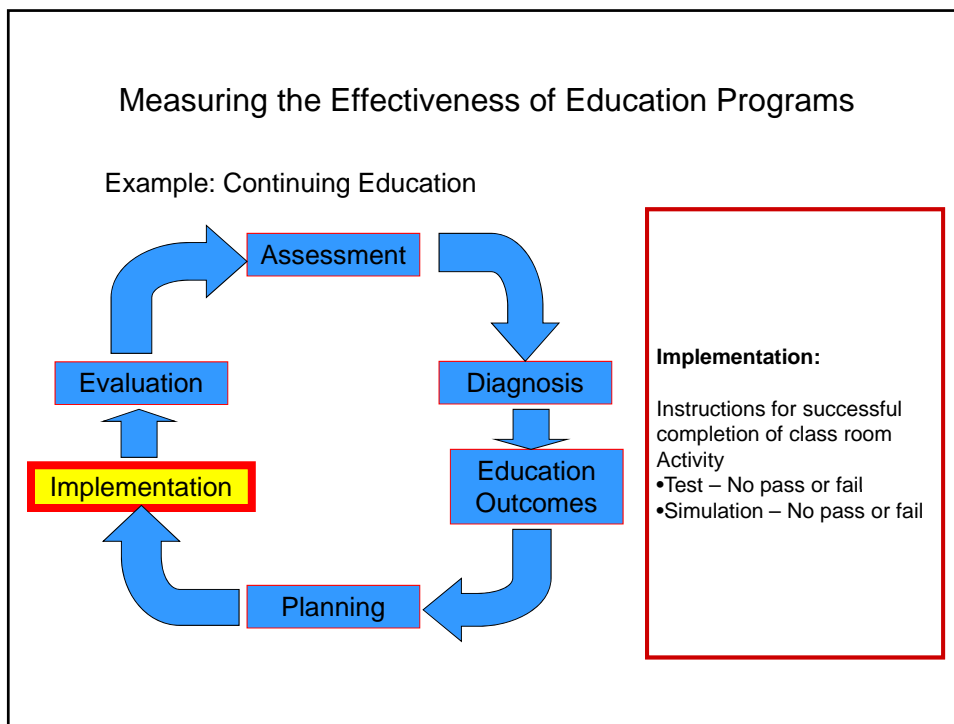 Measuring the Effectiveness of Education Programs
Example: Continuing Education
Assessment
Evaluation
Diagnosis
Implementation
Education
Outcomes
Planning
Implementation:
Instructions for successful
completion of class room
Activity
•Test – No pass or fail
•Simulation – No pass or fail